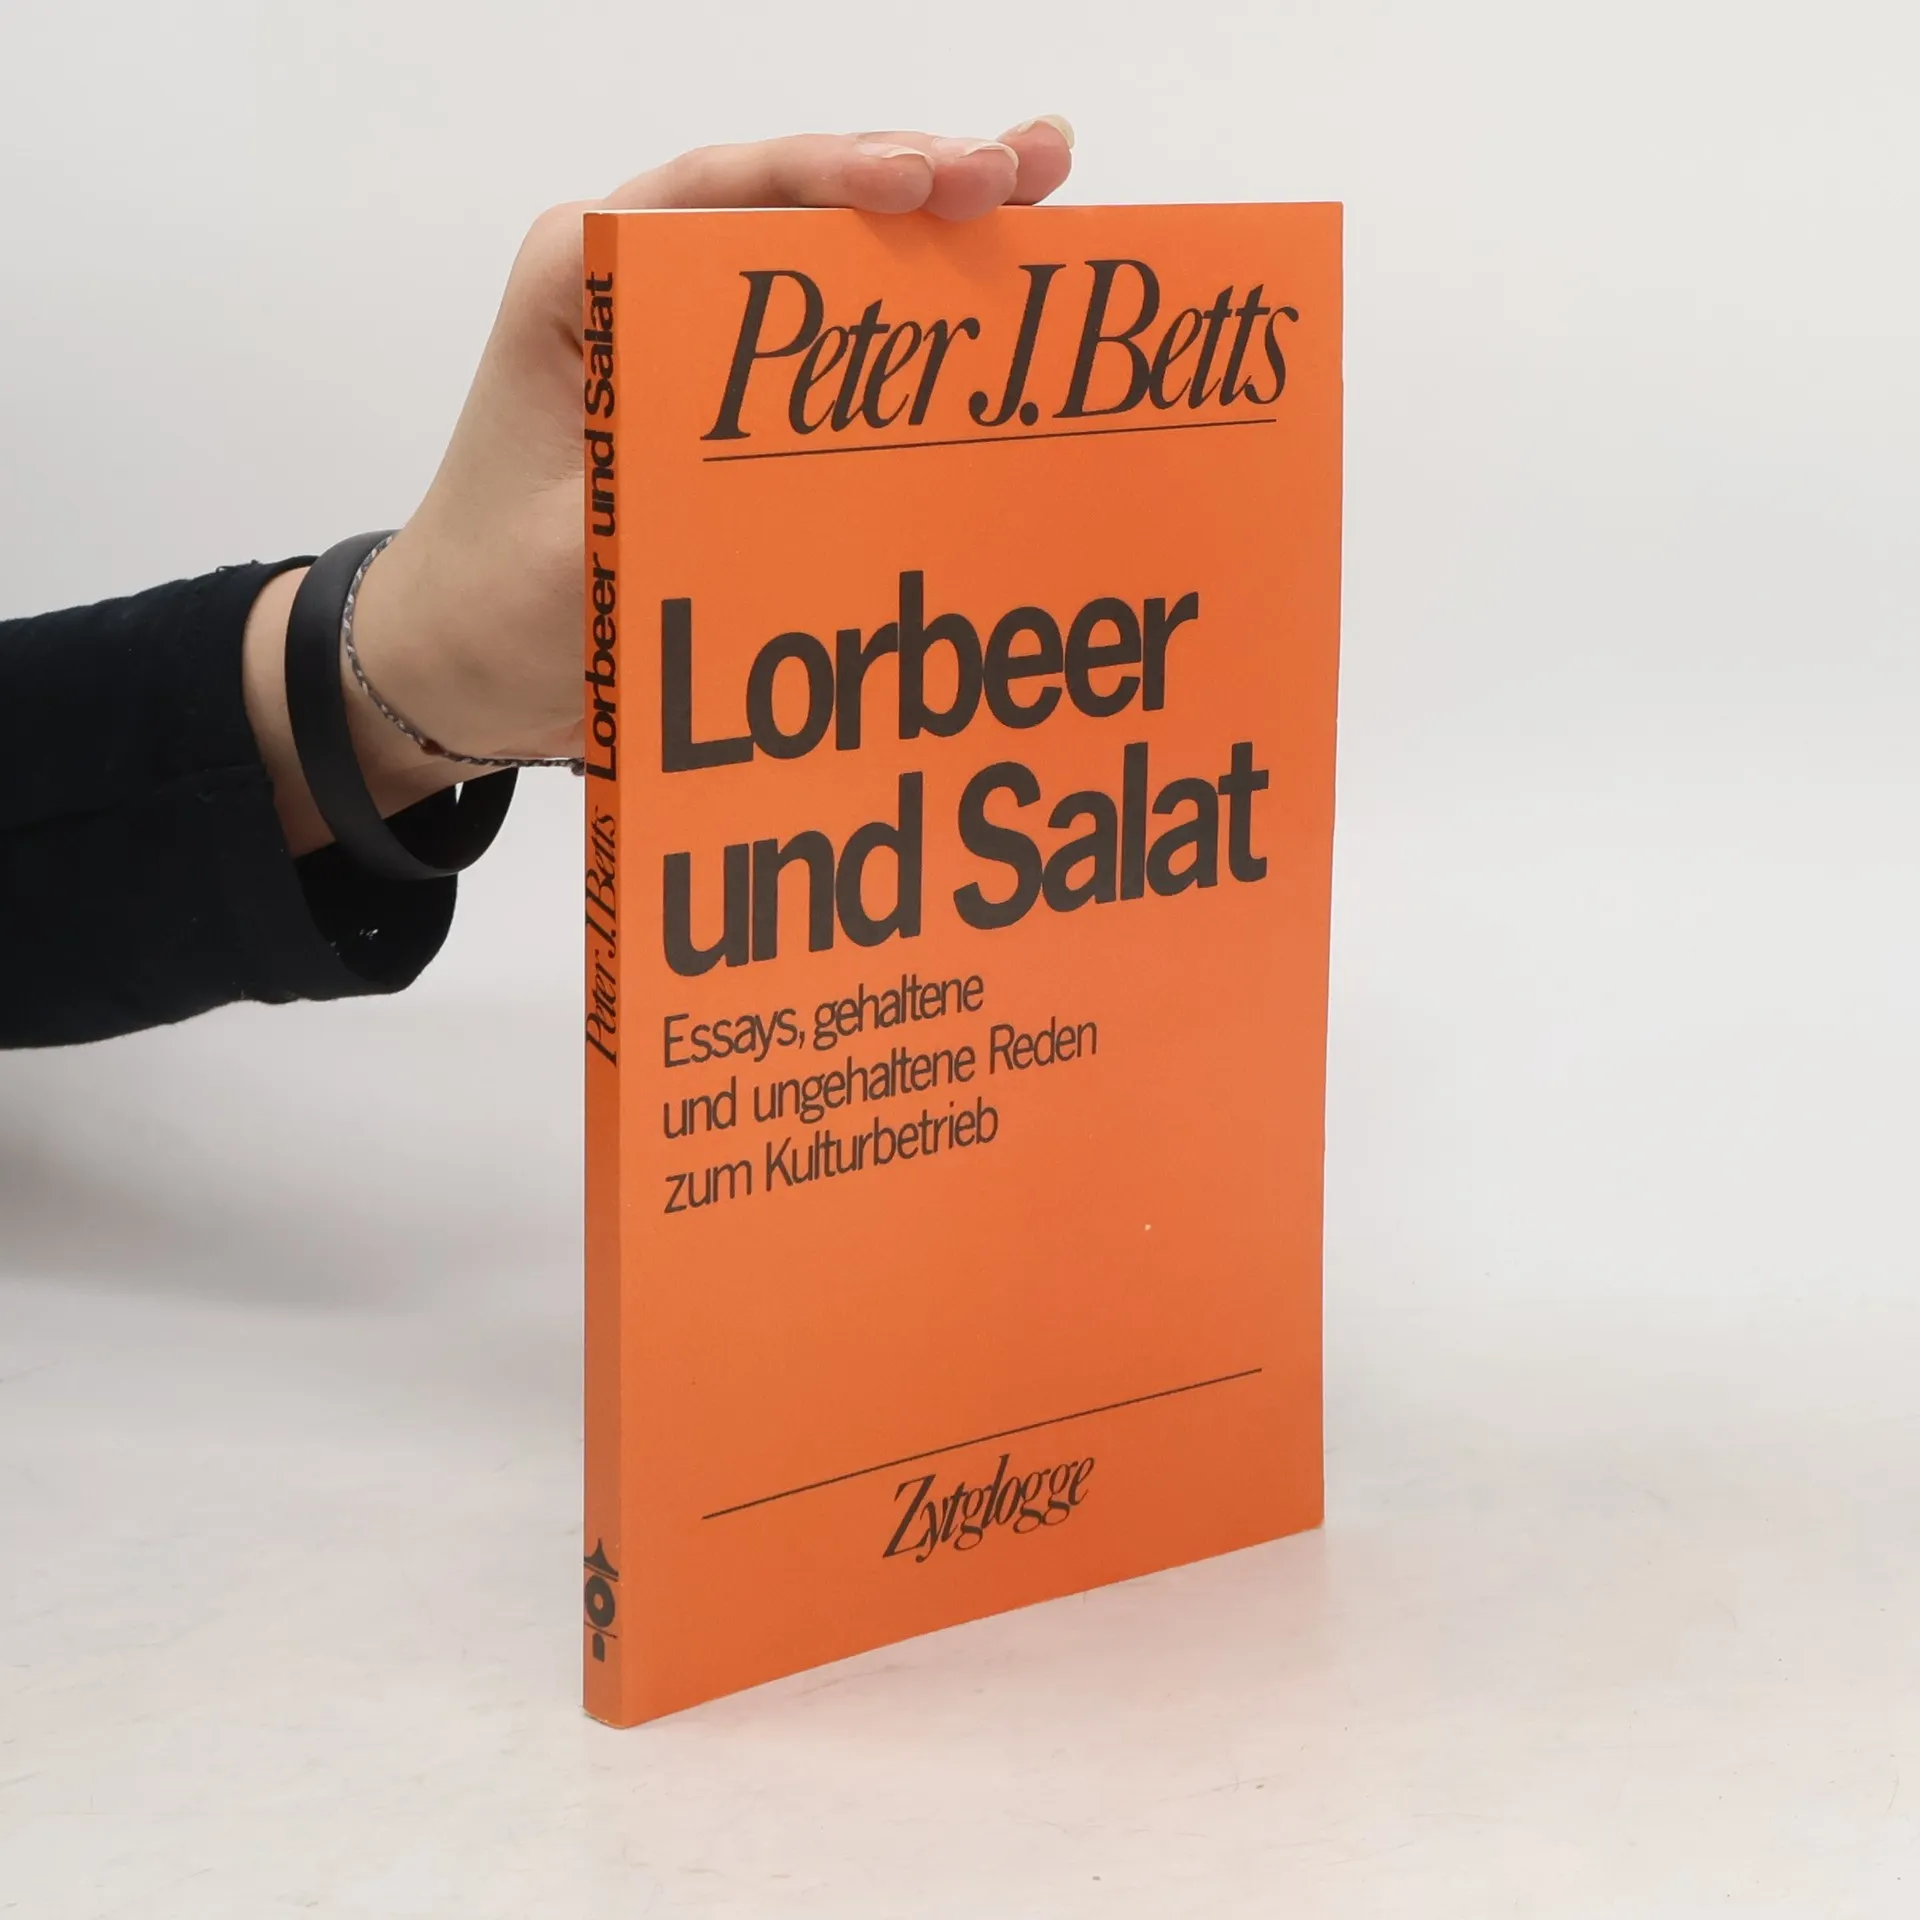 Peter J. Betts
Lorbeer
und Salat
Essays, gehaltene
und ungehaltene Reden
zum Kulturbetrieb
Zytglogge
Peter J. Betts Lorbeer und Salat